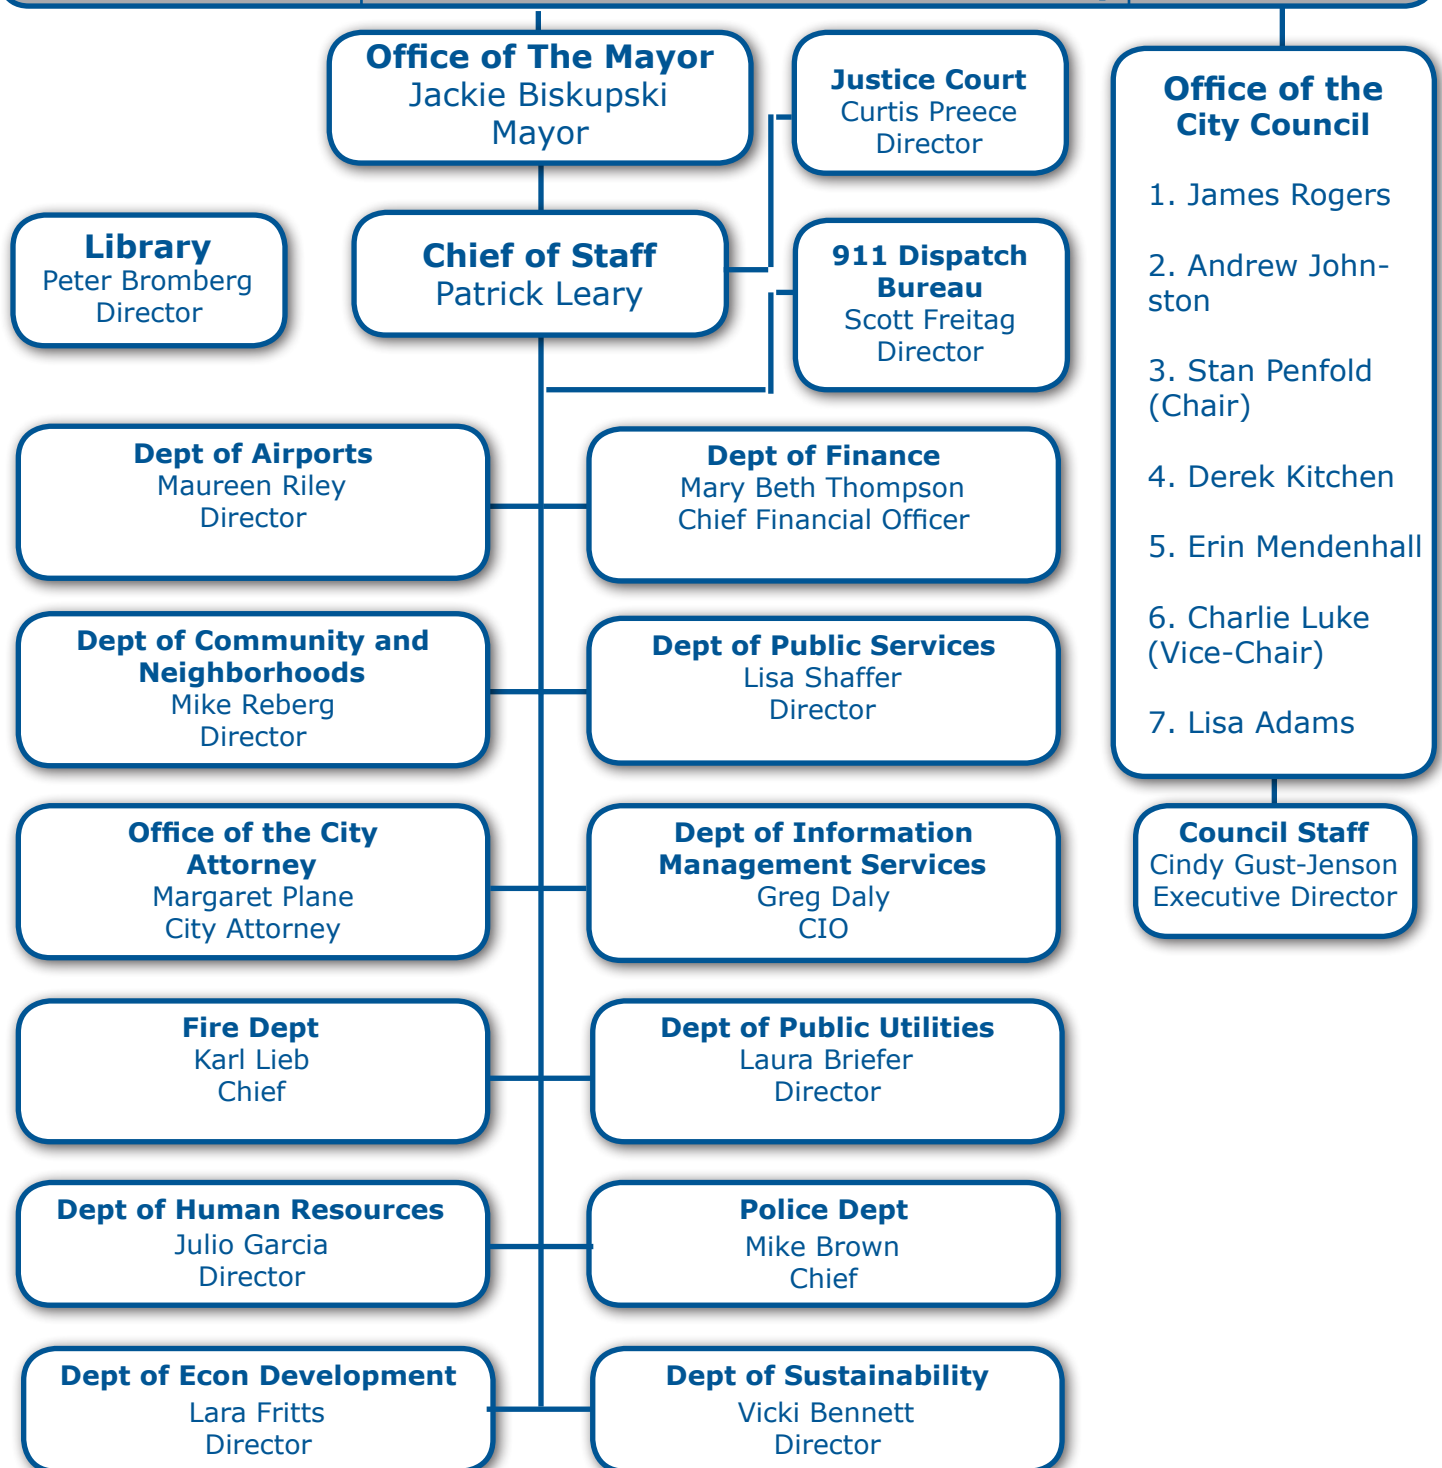 Office of The Mayor
Jackie Biskupski
Mayor
Justice Court
Curtis Preece
Director
Library
Peter Bromberg
Director
Chief of Staff
Patrick Leary
911 Dispatch
Bureau
Scott Freitag
Director
Office of the
City Council
1. James Rogers
2. Andrew John-
ston
3. Stan Penfold
(Chair)
4. Derek Kitchen
5. Erin Mendenhall
6. Charlie Luke
(Vice-Chair)
7. Lisa Adams
Council Staff
Cindy Gust-Jenson
Executive Director
Dept of Airports
Maureen Riley
Director
Dept of Finance
Mary Beth Thompson
Chief Financial Officer
Dept of Community and
Neighborhoods
Mike Reberg
Director
Dept of Public Services
Lisa Shaffer
Director
Office of the City
Attorney
Margaret Plane
City Attorney
Dept of Information
Management Services
Greg Daly
CIO
Fire Dept
Karl Lieb
Chief
Dept of Public Utilities
Laura Briefer
Director
Dept of Human Resources
Julio Garcia
Director
Police Dept
Mike Brown
Chief
Dept of Econ Development
Lara Fritts
Director
Dept of Sustainability
Vicki Bennett
Director